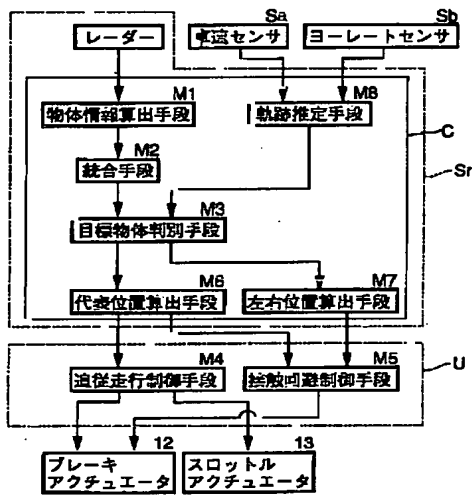 Sa
Sb
レーダー
車速センサ
ヨーレートセンサ
M1
M8
物体情報算出手段
軌跡推定手段
C
M2
統合手段
Sr
M3
目標物体判別手段
M6
M7
代表位置算出手段
左右位置算出手段
M4
M5
追従走行制御手段
接触回避制御手段
U
12
13
ブレーキ
アクチュエータ
スロットル
アクチュエータ